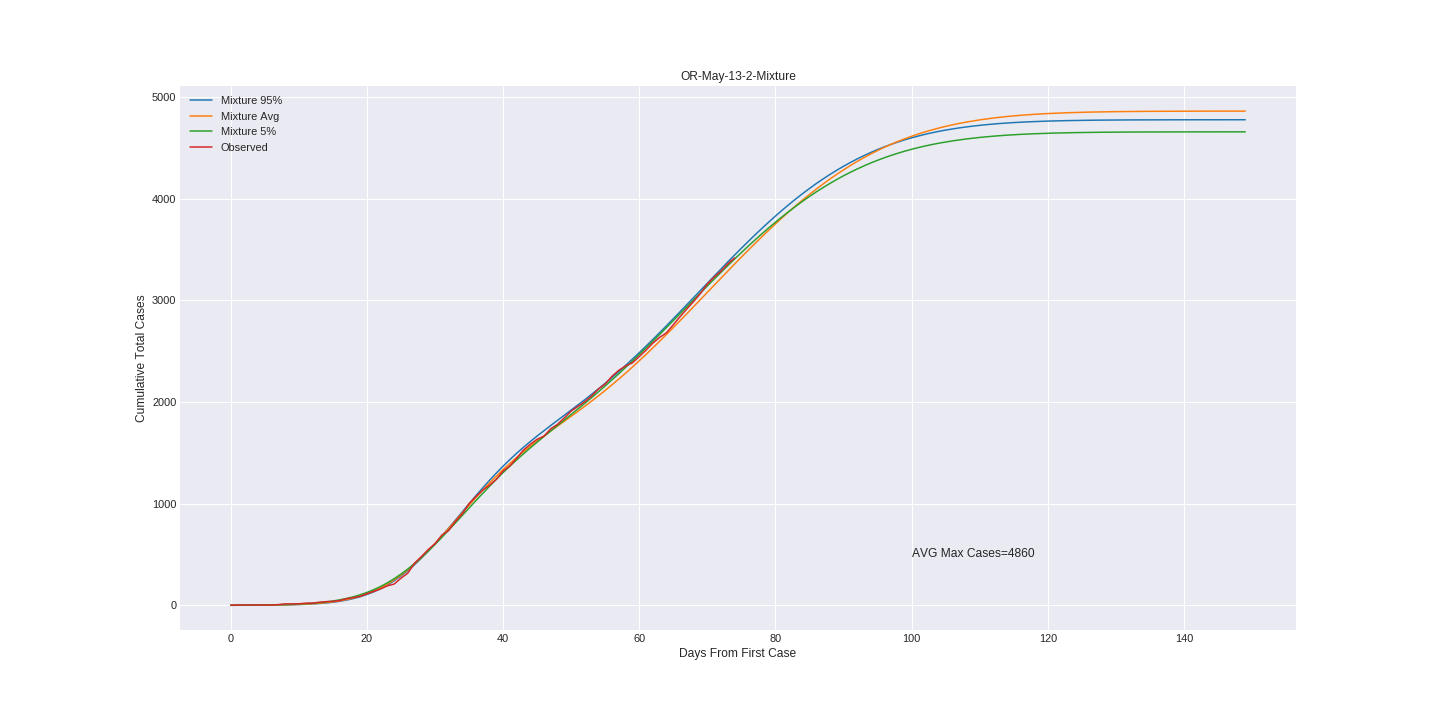 OR-May-13-2-Mixture
Mixture 95%
Mixture Avg
Mixture 5%
Observed
5000
4000
3000
2000
1000
0
Cumulative Total Cases
AVG Max Cases=4860
0 20 40 60 80 100 120 140
Days From First Case